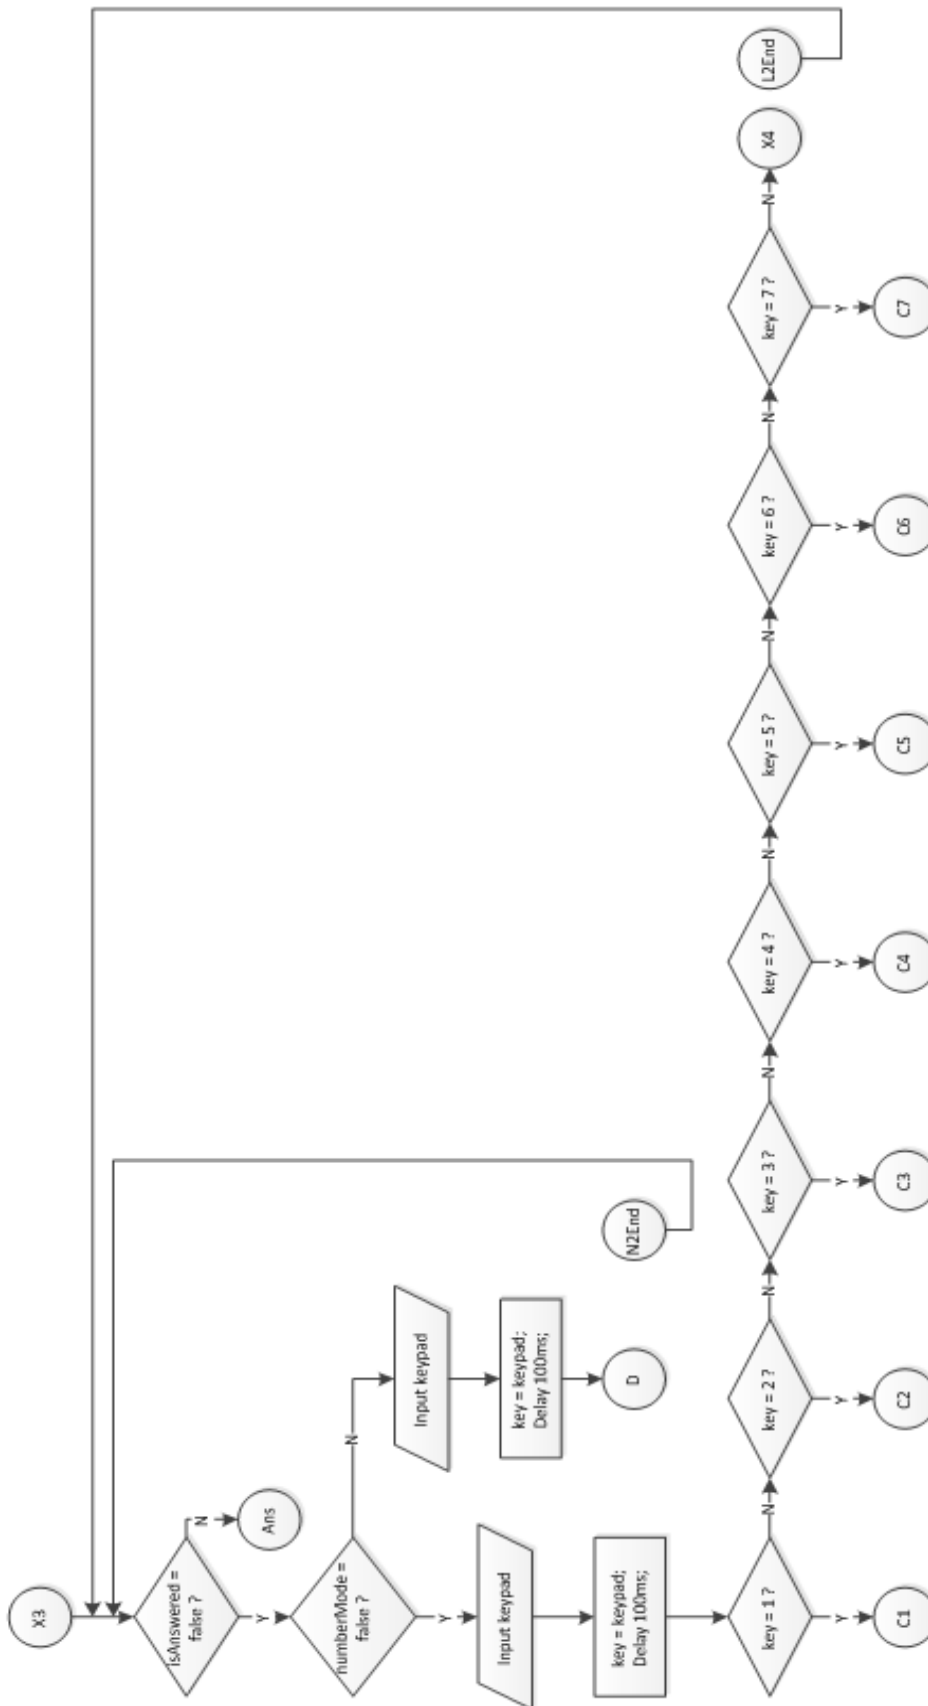 X3
isAnswered =
false ?
N
Ans
Y
numberMode =
false ?
N
Input keypad
key = keypad;
Delay 100ms;
D
N2End
Y
Input keypad
key = keypad;
Delay 100ms;
key = 1 ?
Y
C1
N
key = 2 ?
Y
C2
N
key = 3 ?
Y
C3
N
key = 4 ?
Y
C4
N
key = 5 ?
Y
C5
N
key = 6 ?
Y
C6
N
key = 7 ?
Y
C7
N
X4
L2End